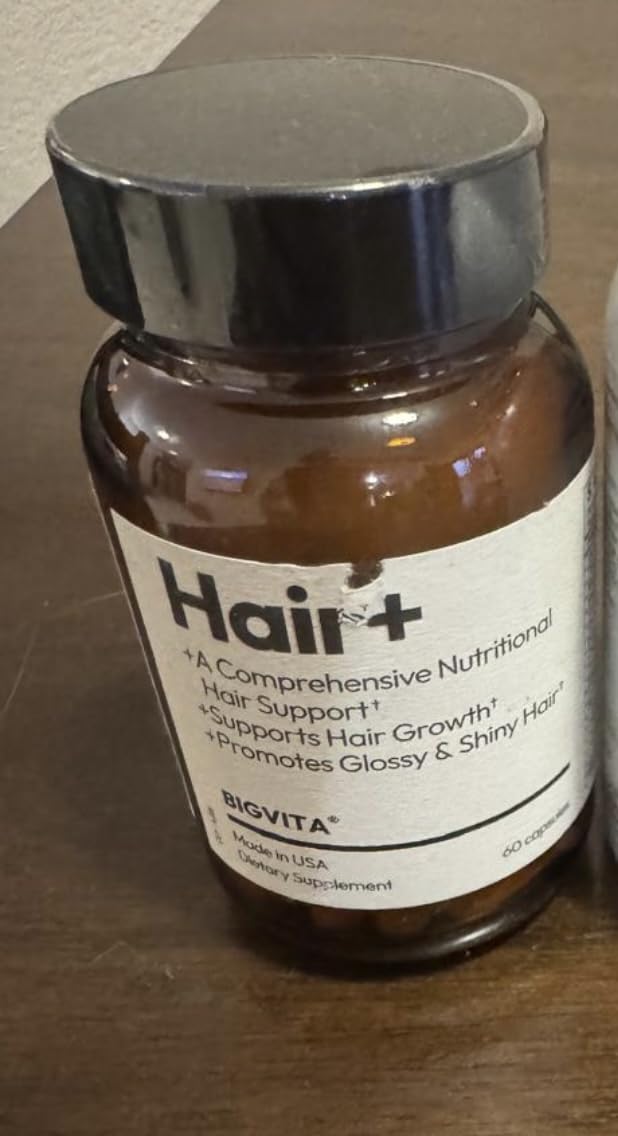 Hair+
+A Comprehensive Nutritional
Hair Support†
+Supports Hair Growth†
+Promotes Glossy & Shiny Hair†
BIGVITA®
Made in USA
Dietary Supplement
60 capsules